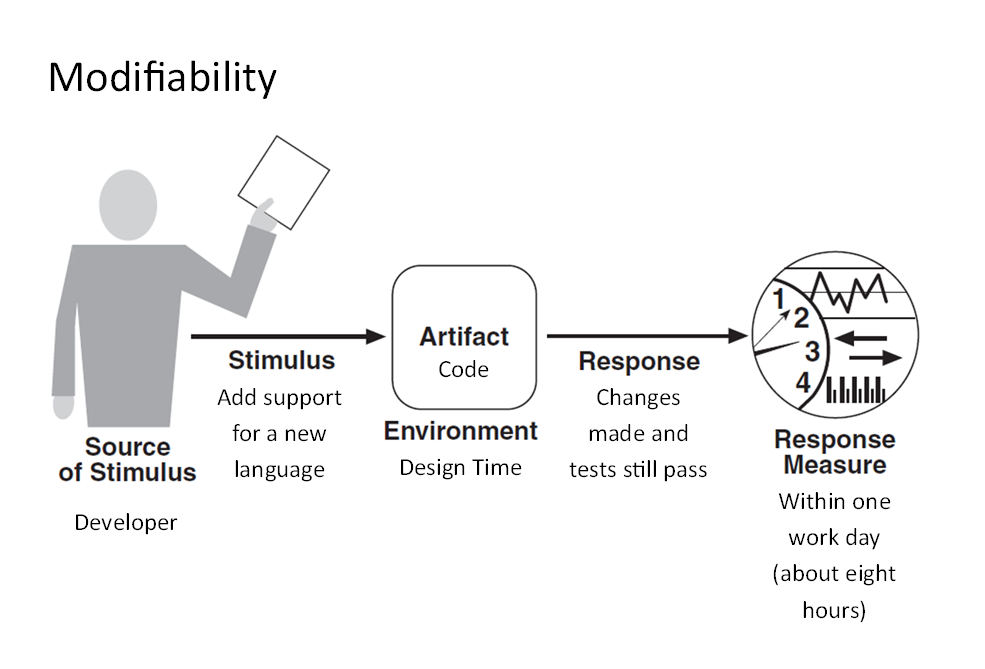 Modifiability
Source
of Stimulus
Developer
Stimulus
Add support
for a new
language
Artifact
Code
Environment
Design Time
Response
Changes
made and
tests still pass
1
2
3
4
Response
Measure
Within one
work day
(about eight
hours)